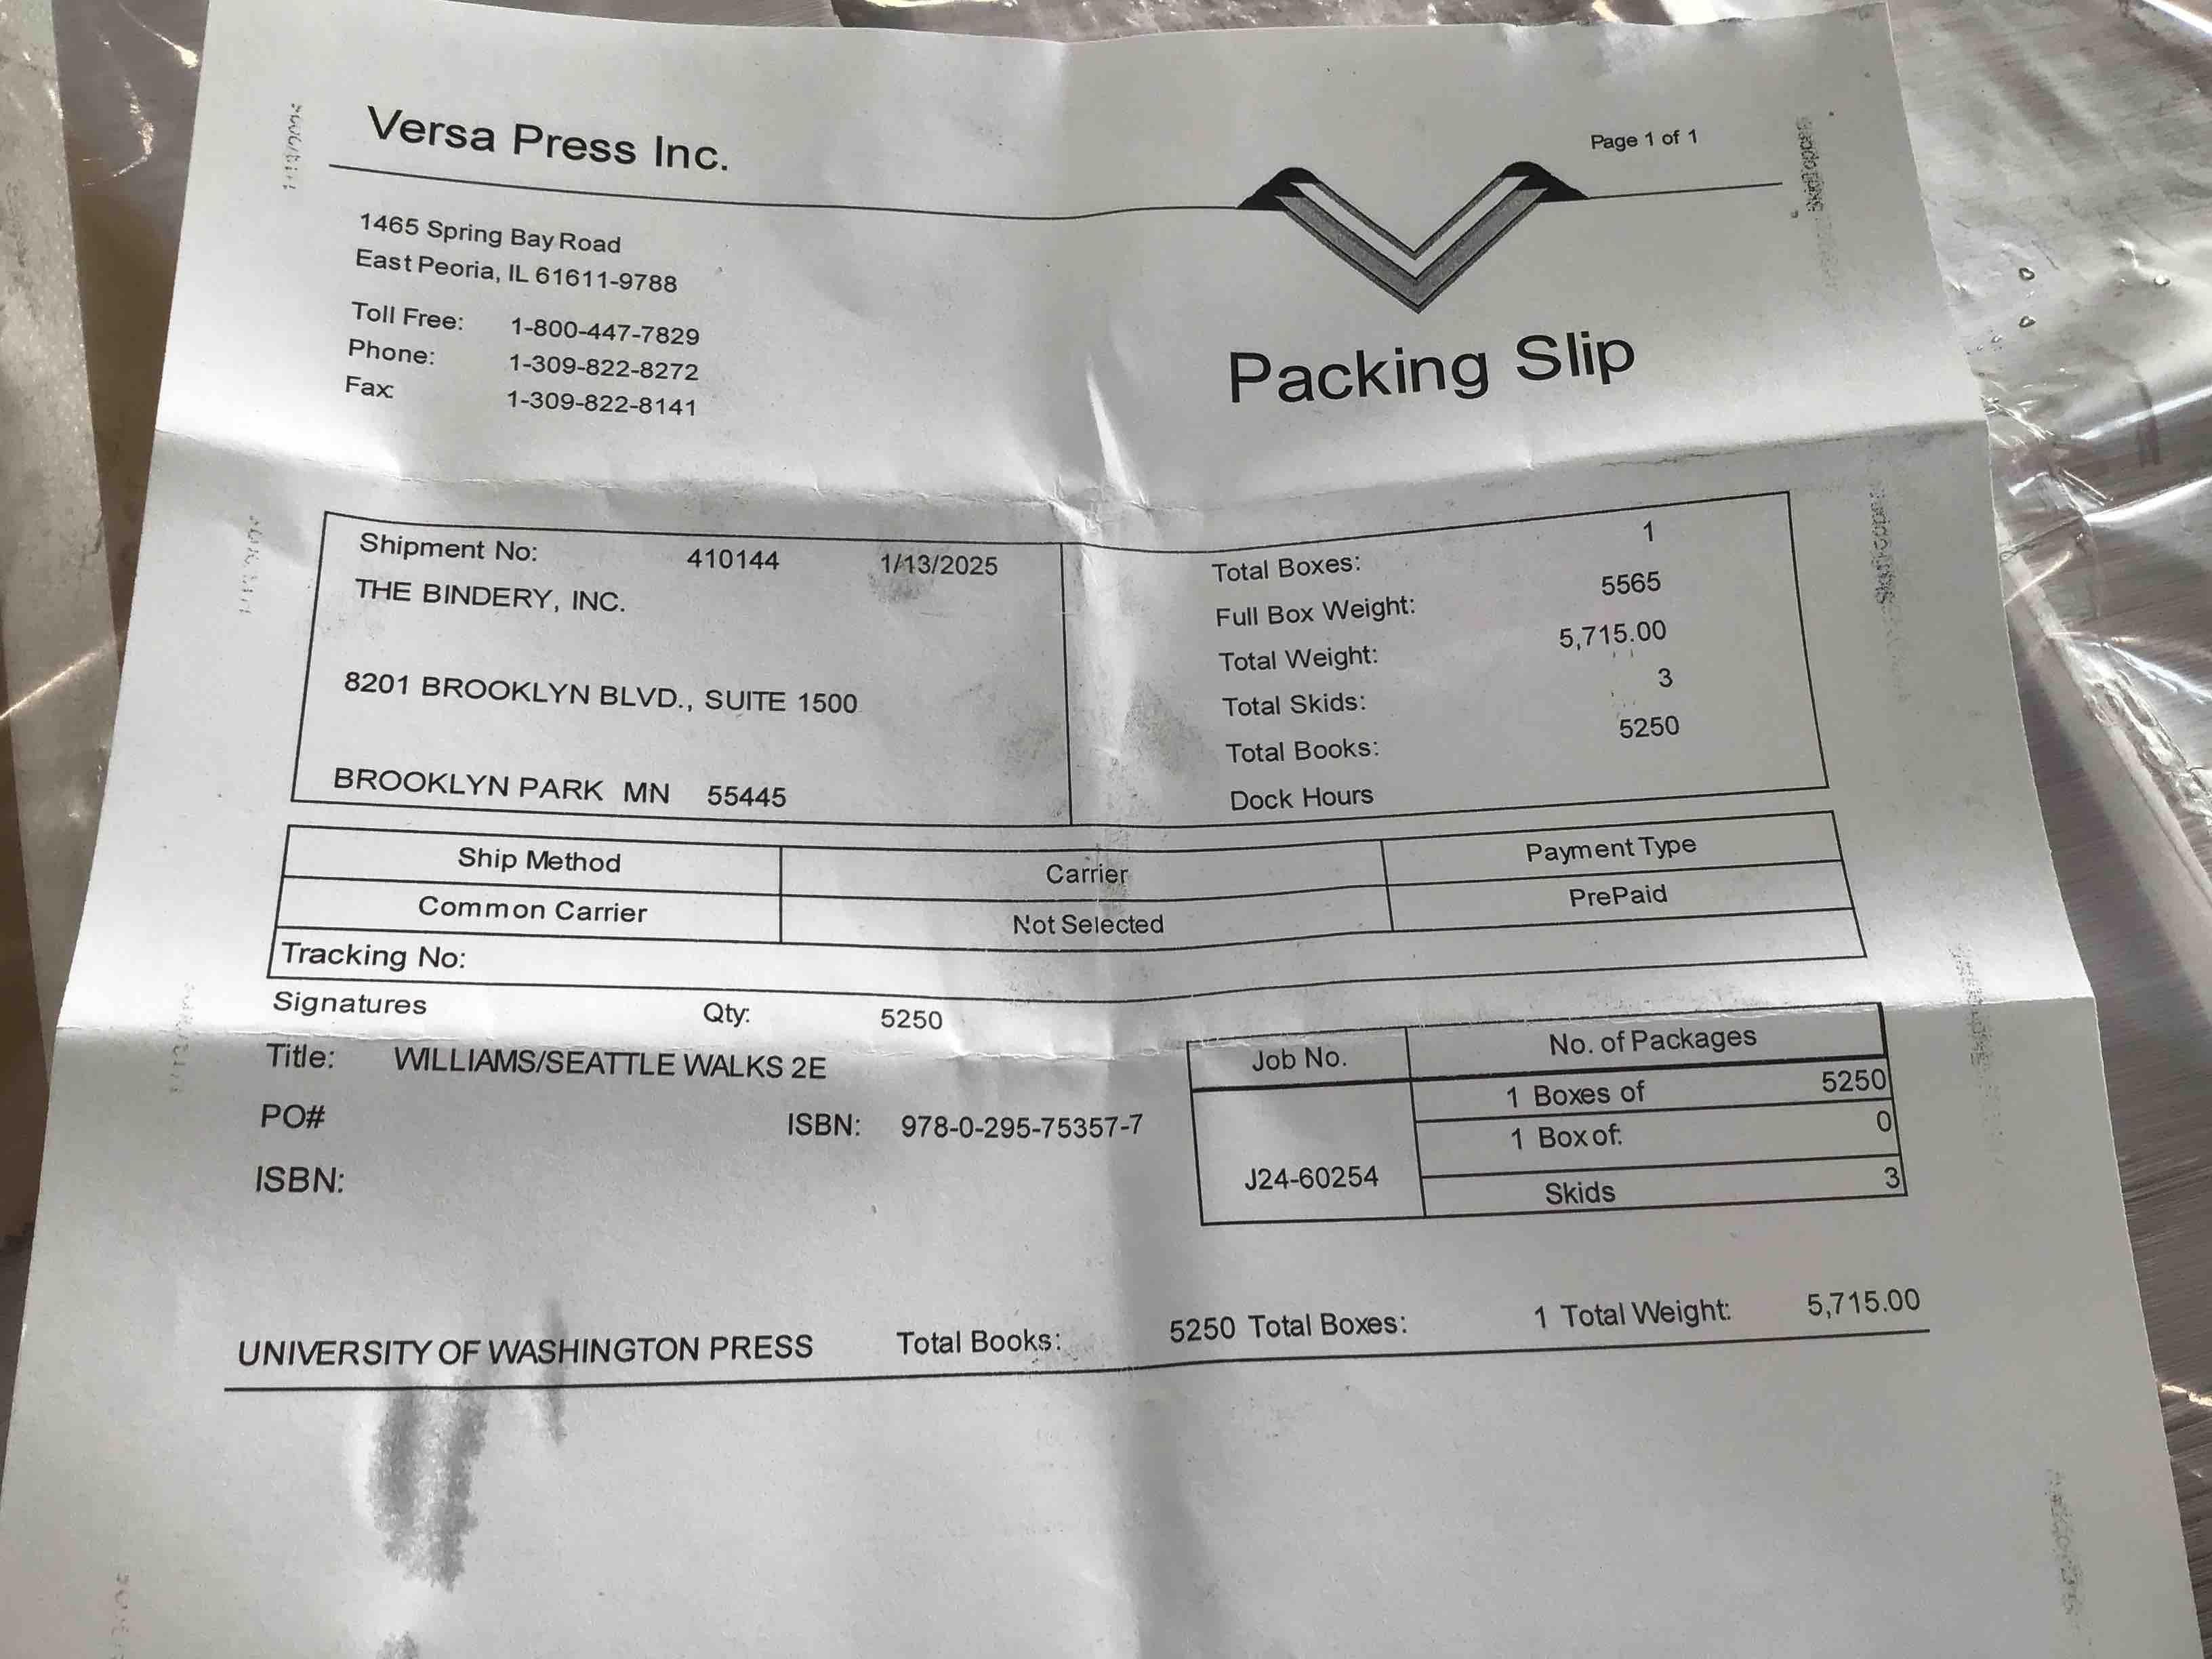 Versa Press Inc.
Page 1 of 1
1465 Spring Bay Road
East Peoria, IL 61611-9788
Toll Free: 1-800-447-7829
Phone: 1-309-822-8272
Fax: 1-309-822-8141
Packing Slip
Shipment No: 410144 1/13/2025
THE BINDERY, INC.
8201 BROOKLYN BLVD., SUITE 1500
BROOKLYN PARK MN 55445
Total Boxes: 1
Full Box Weight: 5565
Total Weight: 5,715.00
Total Skids: 3
Total Books: 5250
Dock Hours
Ship Method Carrier Payment Type
Common Carrier Not Selected PrePaid
Tracking No:
Signatures Qty: 5250
Title: WILLIAMS/SEATTLE WALKS 2E
PO# ISBN: 978-0-295-75357-7
ISBN:
Job No. No. of Packages
1 Boxes of 5250
1 Box of: 0
J24-60254 Skids 3
UNIVERSITY OF WASHINGTON PRESS Total Books: 5250 Total Boxes: 1 Total Weight: 5,715.00